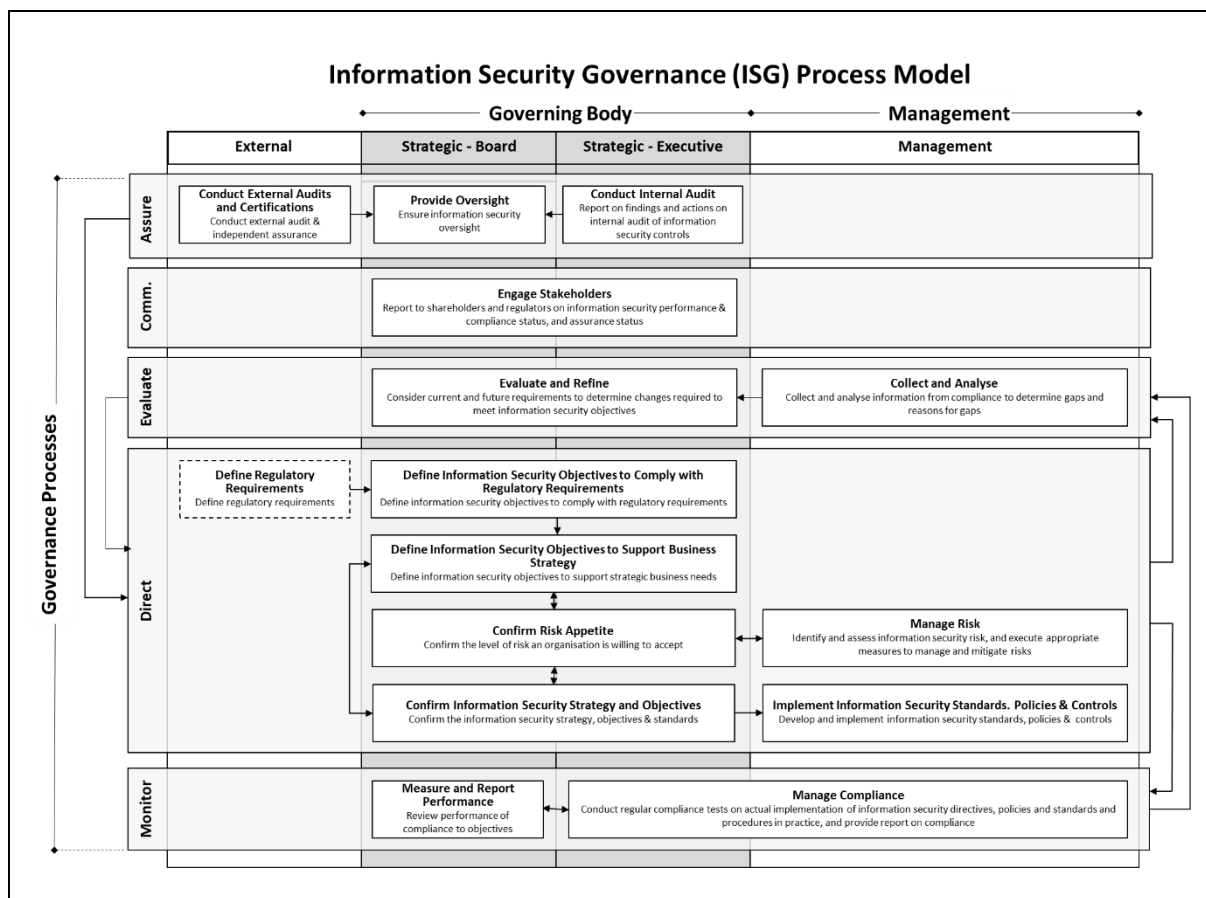 Information Security Governance (ISG) Process Model
Governing Body
Management
External
Strategic - Board
Strategic - Executive
Management
Governance Processes
Assure
Conduct External Audits
and Certifications
Conduct external audit &
independent assurance
Provide Oversight
Ensure information security
oversight
Conduct Internal Audit
Report on findings and actions on
internal audit of information
security controls
Comm.
Engage Stakeholders
Report to shareholders and regulators on information security performance &
compliance status, and assurance status
Evaluate
Evaluate and Refine
Consider current and future requirements to determine changes required to
meet information security objectives
Collect and Analyse
Collect and analyse information from compliance to determine gaps and
reasons for gaps
Direct
Define Regulatory
Requirements
Define regulatory requirements
Define Information Security Objectives to Comply with
Regulatory Requirements
Define information security objectives to comply with regulatory requirements
Define Information Security Objectives to Support Business
Strategy
Define information security objectives to support strategic business needs
Confirm Risk Appetite
Confirm the level of risk an organisation is willing to accept
Manage Risk
Identify and assess information security risk, and execute appropriate
measures to manage and mitigate risks
Confirm Information Security Strategy and Objectives
Confirm the information security strategy, objectives & standards
Implement Information Security Standards. Policies & Controls
Develop and implement information security standards, policies & controls
Monitor
Measure and Report
Performance
Review performance of
compliance to objectives
Manage Compliance
Conduct regular compliance tests on actual implementation of information security directives, policies and standards and
procedures in practice, and provide report on compliance